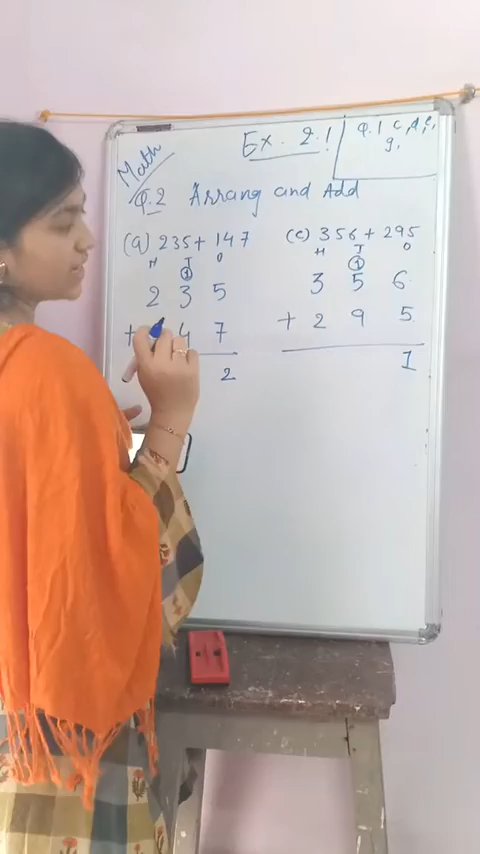 Math
Ex. 2.1
Q.1 c, d, f,
g,
Q.2 Arrang and Add
(a) 235 + 147
H T O
①
2 3 5
+ 4 7
2
(c) 356 + 295
H T O
①
3 5 6
+ 2 9 5
1